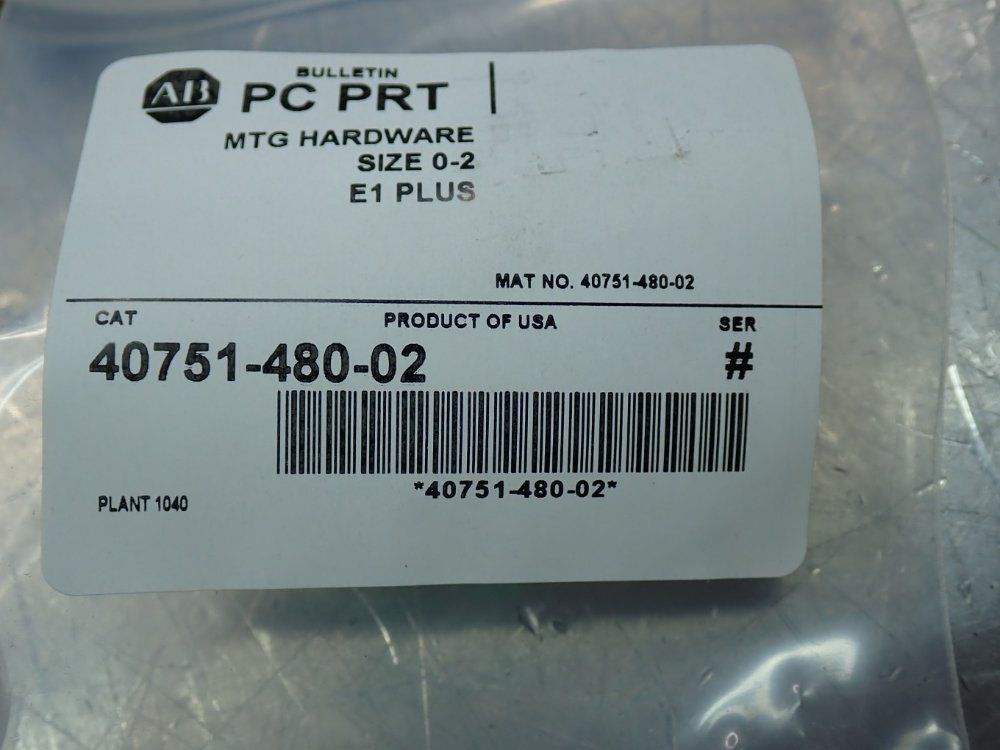 AB
BULLETIN
PC PRT
MTG HARDWARE
SIZE 0-2
E1 PLUS
MAT NO. 40751-480-02
CAT
PRODUCT OF USA
SER
40751-480-02
#
*40751-480-02*
PLANT 1040